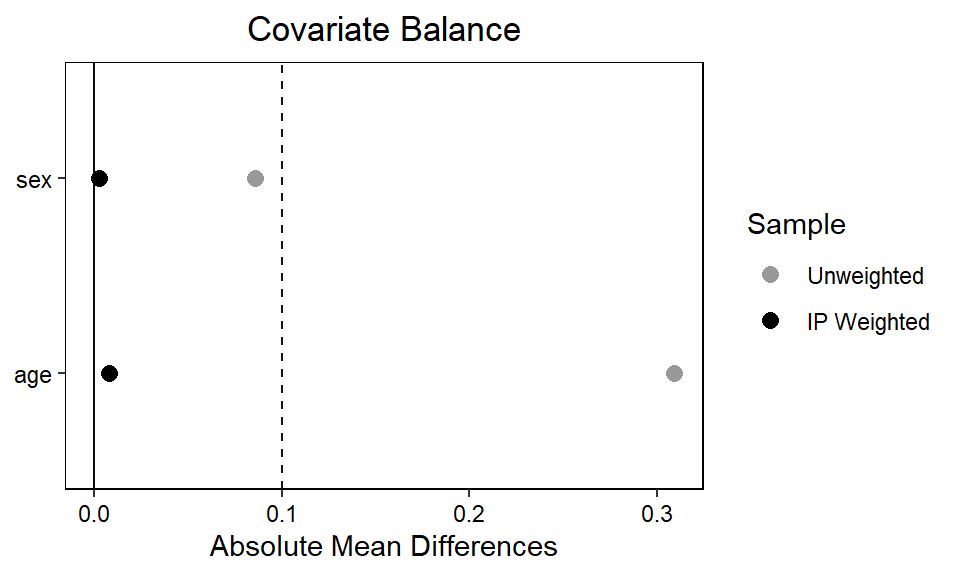 Covariate Balance
sex
age
0.0
0.1
0.2
0.3
Absolute Mean Differences
Sample
Unweighted
IP Weighted